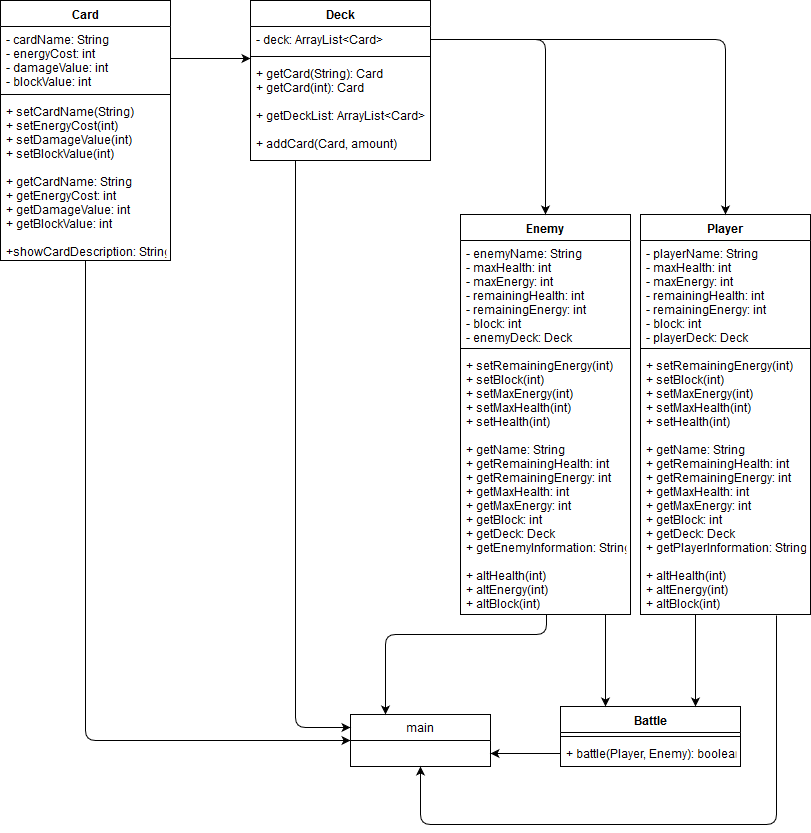 Card
- cardName: String
- energyCost: int
- damageValue: int
- blockValue: int
+ setCardName(String)
+ setEnergyCost(int)
+ setDamageValue(int)
+ setBlockValue(int)
+ getCardName: String
+ getEnergyCost: int
+ getDamageValue: int
+ getBlockValue: int
+showCardDescription: String
Deck
- deck: ArrayList<Card>
+ getCard(String): Card
+ getCard(int): Card
+ getDeckList: ArrayList<Card>
+ addCard(Card, amount)
Enemy
- enemyName: String
- maxHealth: int
- maxEnergy: int
- remainingHealth: int
- remainingEnergy: int
- block: int
- enemyDeck: Deck
+ setRemainingEnergy(int)
+ setBlock(int)
+ setMaxEnergy(int)
+ setMaxHealth(int)
+ setHealth(int)
+ getName: String
+ getRemainingHealth: int
+ getRemainingEnergy: int
+ getMaxHealth: int
+ getMaxEnergy: int
+ getBlock: int
+ getDeck: Deck
+ getEnemyInformation: String
+ altHealth(int)
+ altEnergy(int)
+ altBlock(int)
Player
- playerName: String
- maxHealth: int
- maxEnergy: int
- remainingHealth: int
- remainingEnergy: int
- block: int
- playerDeck: Deck
+ setRemainingEnergy(int)
+ setBlock(int)
+ setMaxEnergy(int)
+ setMaxHealth(int)
+ setHealth(int)
+ getName: String
+ getRemainingHealth: int
+ getRemainingEnergy: int
+ getMaxHealth: int
+ getMaxEnergy: int
+ getBlock: int
+ getDeck: Deck
+ getPlayerInformation: String
+ altHealth(int)
+ altEnergy(int)
+ altBlock(int)
main
Battle
+ battle(Player, Enemy): boolean